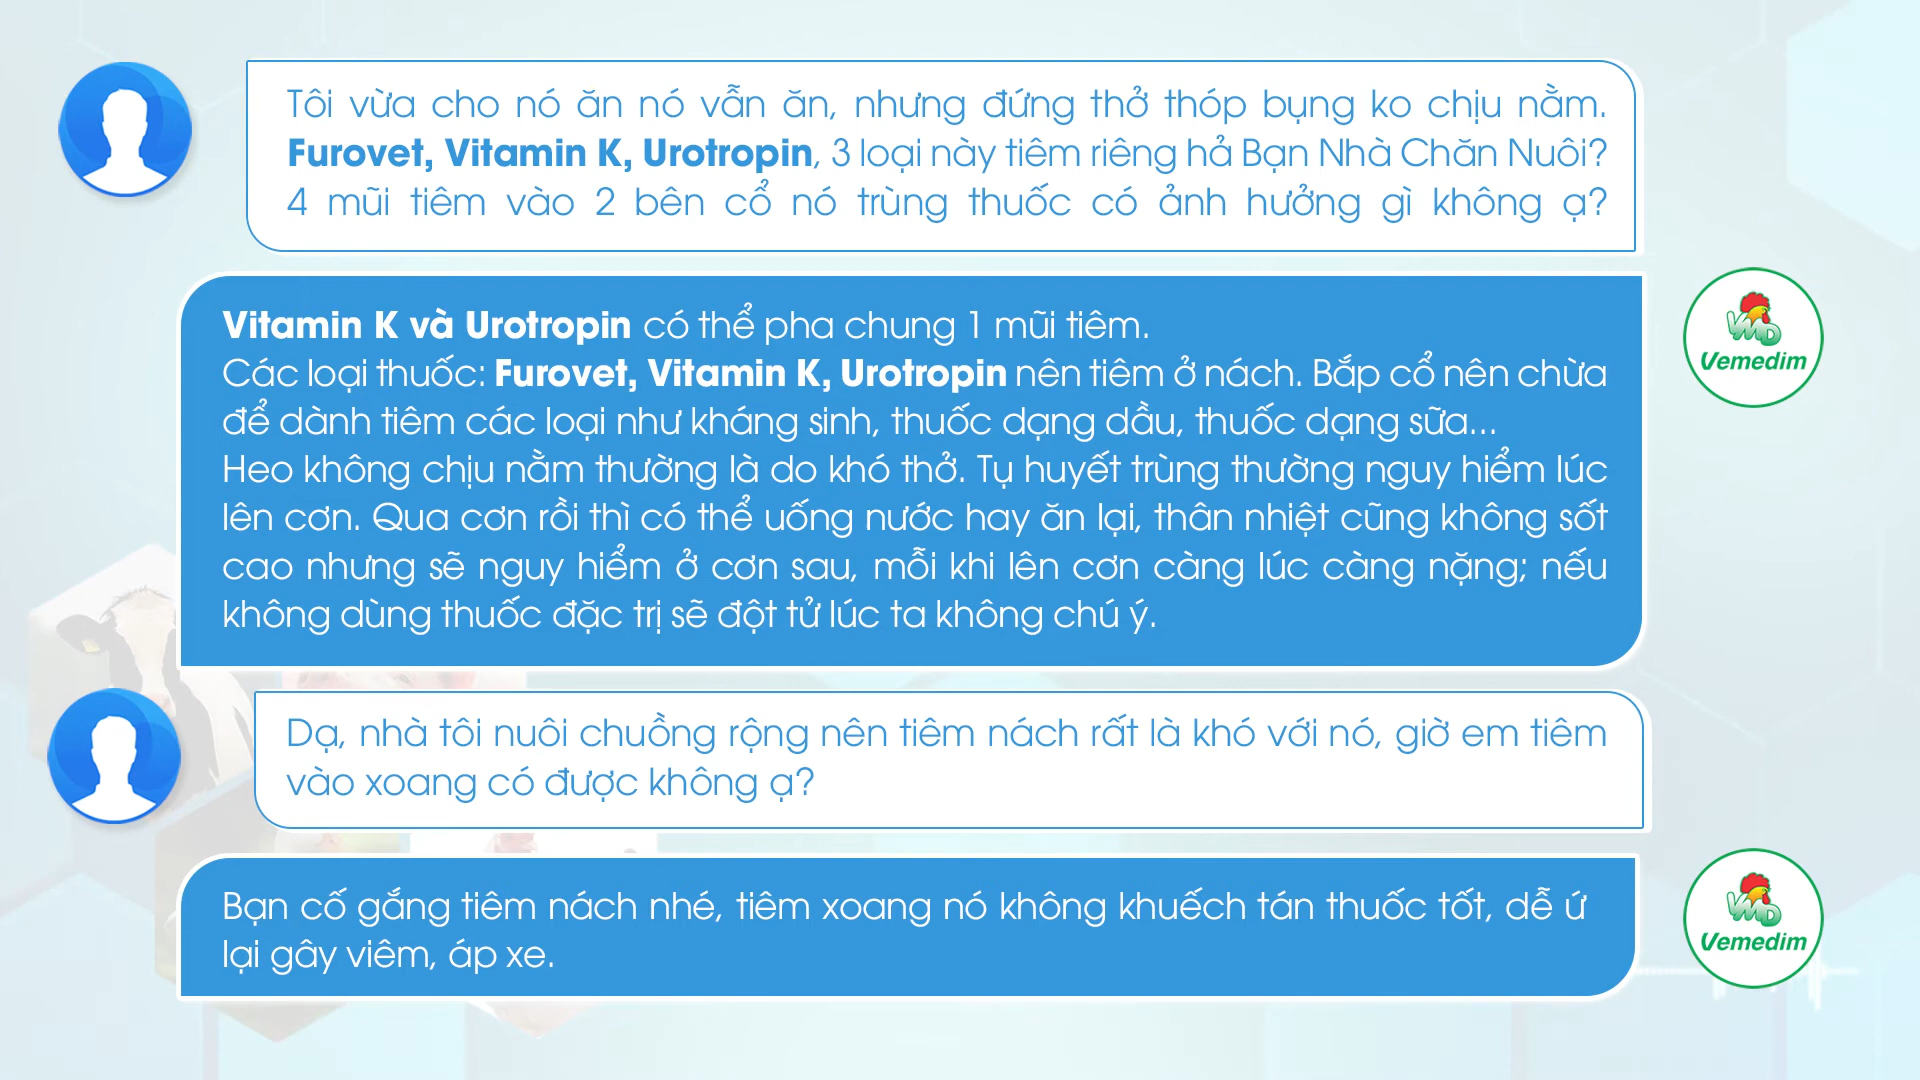 Tôi vừa cho nó ăn nó vẫn ăn, nhưng đứng thở thóp bụng ko chịu nằm.
Furovet, Vitamin K, Urotropin, 3 loại này tiêm riêng hả Bạn Nhà Chăn Nuôi?
4 mũi tiêm vào 2 bên cổ nó trùng thuốc có ảnh hưởng gì không ạ?
Vitamin K và Urotropin có thể pha chung 1 mũi tiêm.
Các loại thuốc: Furovet, Vitamin K, Urotropin nên tiêm ở nách. Bắp cổ nên chừa
để dành tiêm các loại như kháng sinh, thuốc dạng dầu, thuốc dạng sữa...
Heo không chịu nằm thường là do khó thở. Tụ huyết trùng thường nguy hiểm lúc
lên cơn. Qua cơn rồi thì có thể uống nước hay ăn lại, thân nhiệt cũng không sốt
cao nhưng sẽ nguy hiểm ở cơn sau, mỗi khi lên cơn càng lúc càng nặng; nếu
không dùng thuốc đặc trị sẽ đột tử lúc ta không chú ý.
VMD
Vemedim
Dạ, nhà tôi nuôi chuồng rộng nên tiêm nách rất là khó với nó, giờ em tiêm
vào xoang có được không ạ?
Bạn cố gắng tiêm nách nhé, tiêm xoang nó không khuếch tán thuốc tốt, dễ ứ
lại gây viêm, áp xe.
VMD
Vemedim